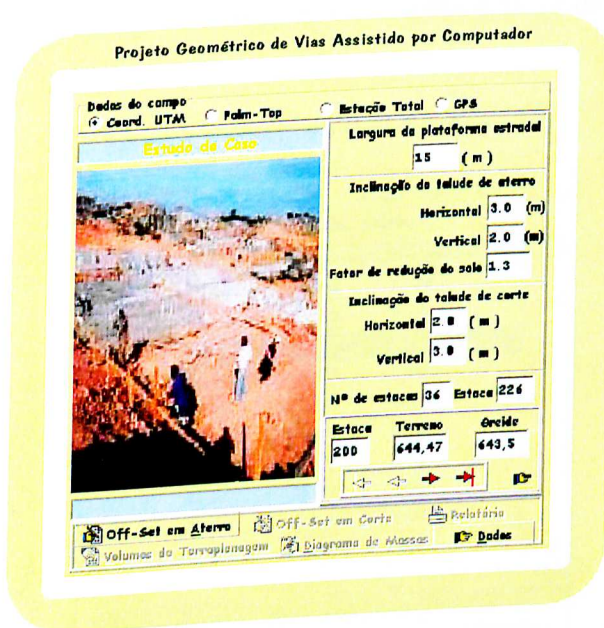 Projeto Geométrico de Vias Assistido por Computador
Dados do campo
Coord. UTM Palm-Top Estação Total GPS
Estudo de Caso
Largura da plataforma estradal
15 (m)
Inclinação do talude de aterro
Horizontal 3.0 (m)
Vertical 2.0 (m)
Fator de redução do solo 1.3
Inclinação do talude de corte
Horizontal 2.0 (m)
Vertical 3.0 (m)
Nº de estacas 36 Estaca 226
Estaca Terreno Greide
200 644,47 643,5
Off-Set em Aterro Off-Set em Corte Relatório
Volumes de Terraplanagem Diagrama de Massas Dados